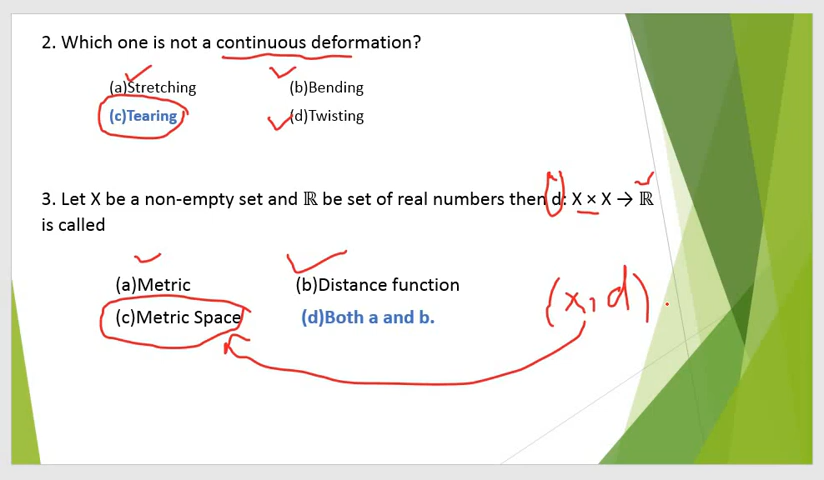 2. Which one is not a continuous deformation?
(a)Stretching (b)Bending
(c)Tearing (d)Twisting
3. Let X be a non-empty set and ℝ be set of real numbers then d: X × X → ℝ
is called
(a)Metric (b)Distance function
(x, d)
(c)Metric Space (d)Both a and b.